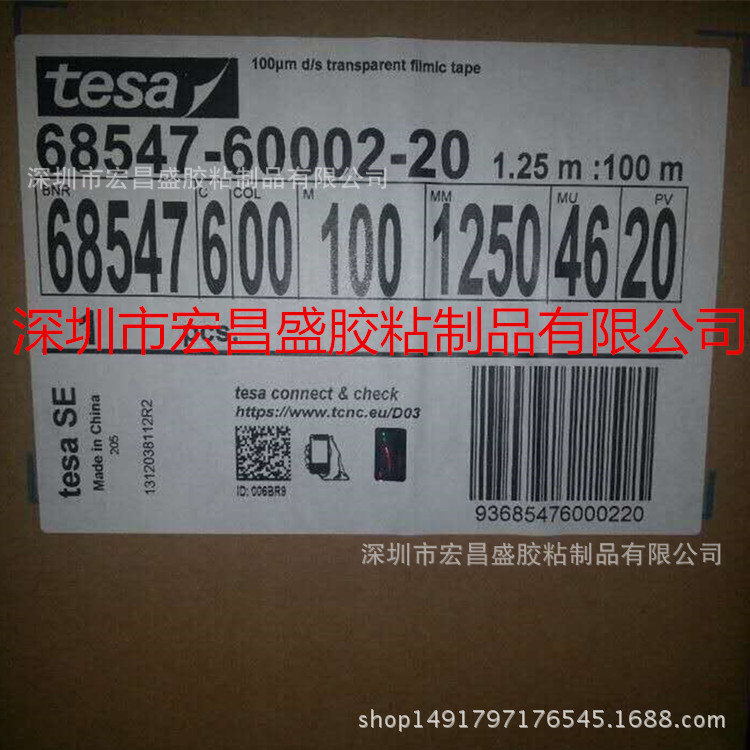 tesa
100µm d/s transparent filmic tape
68547-60002-20 1.25 m :100 m
深圳市宏昌盛胶粘制品有限公司
BNR C COL M MM MU PV
68547 6 00 100 1250 46 20
深圳市宏昌盛胶粘制品有限公司
1 pcs.
tesa SE
Made in China
205
1312038112R2
tesa connect & check
https://www.tcnc.eu/D03
ID: 006BR9
93685476000220
深圳市宏昌盛胶粘制品有限公司
shop1491797176545.1688.com